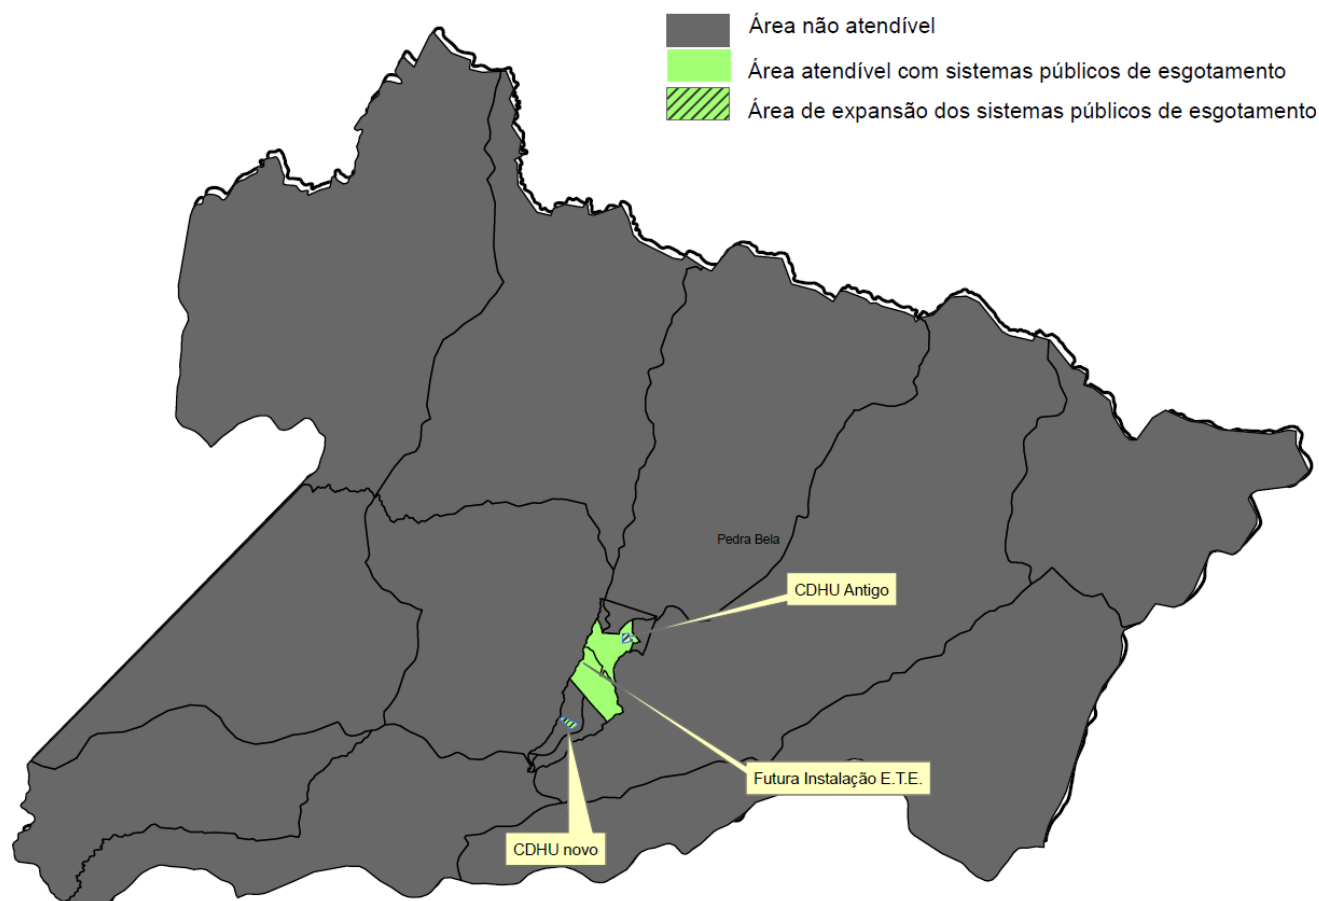 Área não atendível
Área atendível com sistemas públicos de esgotamento
Área de expansão dos sistemas públicos de esgotamento
Pedra Bela
CDHU Antigo
Futura Instalação E.T.E.
CDHU novo